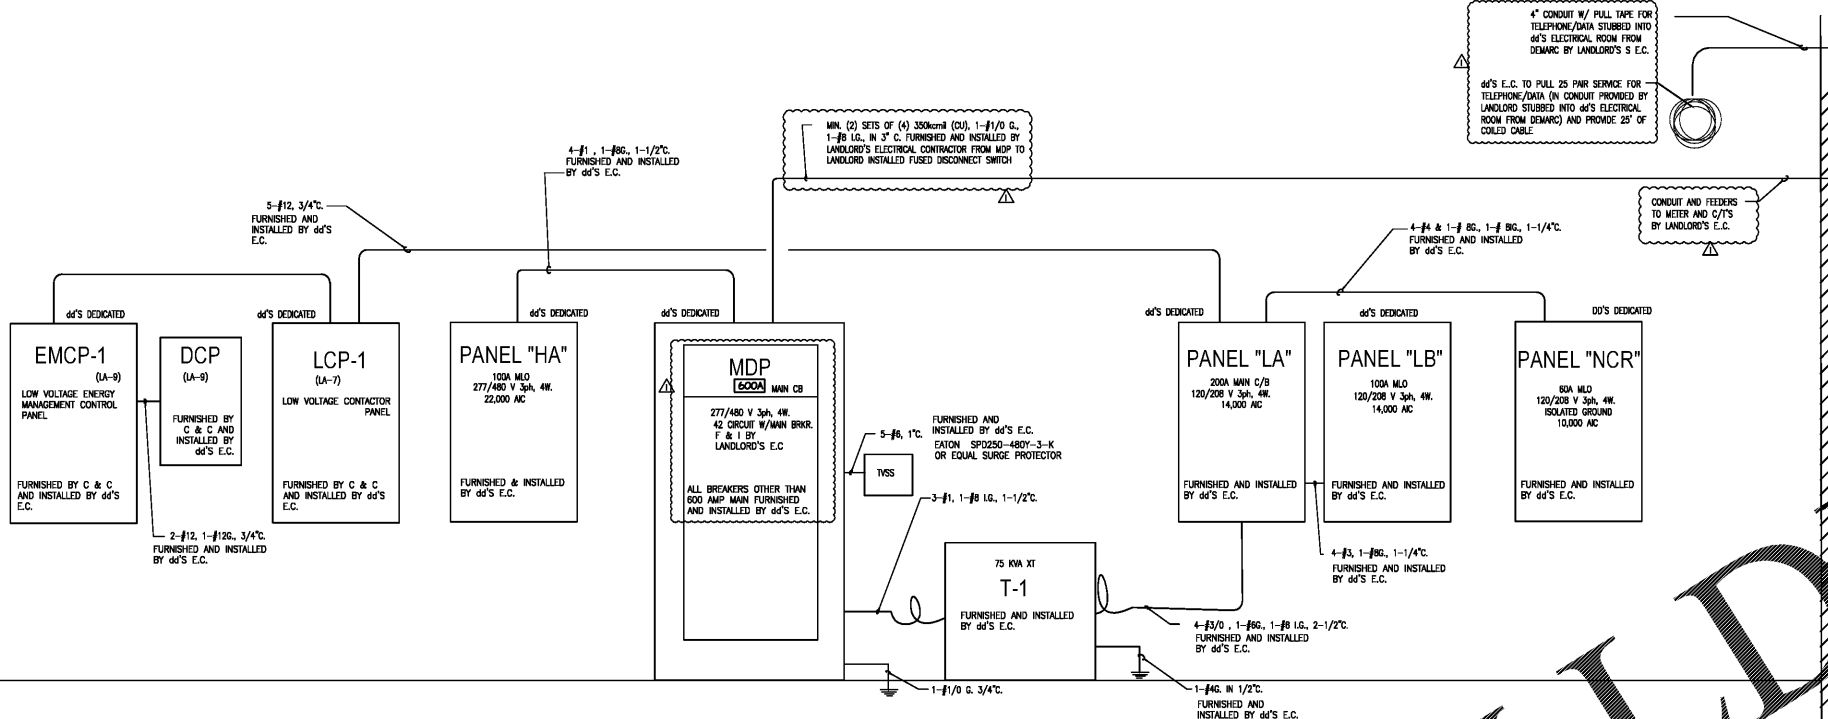 4" CONDUIT W/ PULL TAPE FOR
TELEPHONE/DATA STUBBED INTO
dd'S ELECTRICAL ROOM FROM
DEMARC BY LANDLORD'S S E.C.
dd'S E..C. TO PULL 25 PAIR SERVICE FOR
TELEPHONE/DATA (IN CONDUIT PROVIDED BY
LANDLORD STUBBED INTO dd'S ELECTRICAL
ROOM FROM DEMARC) AND PROVIDE 25' OF
COILED CABLE
1
MIN. (2) SETS OF (4) 350kcmil (CU), 1-#1/0 G.,
1-#8 I.G., IN 3" C. FURNISHED AND INSTALLED BY
LANDLORD'S ELECTRICAL CONTRACTOR FROM MDP TO
LANDLORD INSTALLED FUSED DISCONNECT SWITCH
1
4-#1 , 1-#8G., 1-1/2"C.
FURNISHED AND INSTALLED
BY dd'S E.C.
5-#12, 3/4"C.
FURNISHED AND
INSTALLED BY dd'S
E.C.
CONDUIT AND FEEDERS
TO METER AND C/T'S
BY LANDLORD'S E..C.
1
4-#4 & 1-# 8G., 1-# 8IG., 1-1/4"C.
FURNISHED AND INSTALLED
BY dd'S E.C.
dd'S DEDICATED
EMCP-1
(LA-9)
LOW VOLTAGE ENERGY
MANAGEMENT CONTROL
PANEL
FURNISHED BY C & C
AND INSTALLED BY dd'S
E.C.
DCP
(LA-9)
FURNISHED BY
C & C AND
INSTALLED BY
dd'S E.C.
2-#12, 1-#12G., 3/4"C.
FURNISHED AND INSTALLED
BY dd'S E.C.
dd'S DEDICATED
LCP-1
(LA-7)
LOW VOLTAGE CONTACTOR
PANEL
FURNISHED BY C & C
AND INSTALLED BY dd'S
E.C.
dd'S DEDICATED
PANEL "HA"
100A MLO
277/480 V 3ph, 4W.
22,000 AIC
FURNISHED & INSTALLED
BY dd'S E.C.
dd'S DEDICATED
1
MDP
600A MAIN CB
277/480 V 3ph, 4W.
42 CIRCUIT W/MAIN BRKR.
F & I BY
LANDLORD'S E.C
ALL BREAKERS OTHER THAN
600 AMP MAIN FURNISHED
AND INSTALLED BY dd'S E.C.
5-#6, 1"C.
FURNISHED AND
INSTALLED BY dd'S E.C.
EATON SPD250-480Y-3-K
OR EQUAL SURGE PROTECTOR
TVSS
3-#1, 1-#8 I.G., 1-1/2"C.
1-#1/0 G. 3/4"C.
75 KVA XT
T-1
FURNISHED AND INSTALLED
BY dd'S E.C.
4-#3/0 , 1-#6G., 1-#8 I.G., 2-1/2"C.
FURNISHED AND INSTALLED
BY dd'S E.C.
1-#4G. IN 1/2"C.
FURNISHED AND
INSTALLED BY dd'S E.C.
dd'S DEDICATED
PANEL "LA"
200A MAIN C/B
120/208 V 3ph, 4W.
14,000 AIC
FURNISHED AND INSTALLED
BY dd'S E.C.
dd'S DEDICATED
PANEL "LB"
100A MLO
120/208 V 3ph, 4W.
14,000 AIC
FURNISHED AND INSTALLED
BY dd'S E.C.
4-#3, 1-#8G., 1-1/4"C.
FURNISHED AND INSTALLED
BY dd'S E.C.
DD'S DEDICATED
PANEL "NCR"
60A MLO
120/208 V 3ph, 4W.
ISOLATED GROUND
10,000 AIC
FURNISHED AND INSTALLED
BY dd'S E.C.